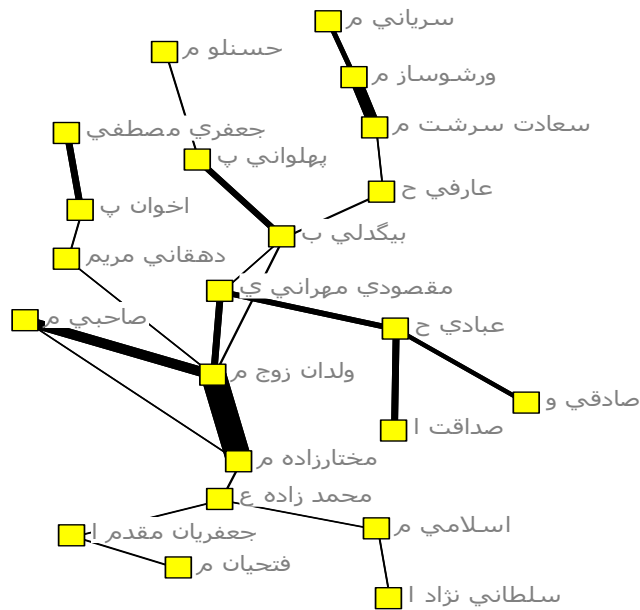 سرياني م
حسنلو م
ورشوساز م
سعادت سرشت م
جعفري مصطفي
پهلواني پ
عارفي ح
اخوان پ
بيگدلي ب
دهقاني مريم
مقصودي مهراني ي
صاحبي م
عبادي ح
ولدان زوج م
صادقي و
صداقت ا
مختارزاده م
محمد زاده ع
اسلامي م
جعفريان مقدم ا
فتحيان م
سلطاني نژاد ا